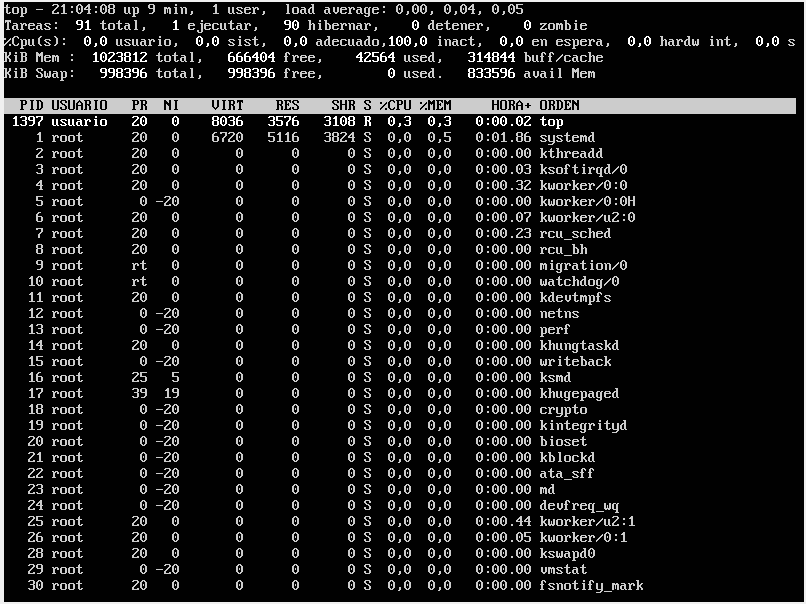 top - 21:04:08 up 9 min,  1 user,  load average: 0,00, 0,04, 0,05
Tareas:  91 total,   1 ejecutar,   90 hibernar,    0 detener,    0 zombie
%Cpu(s):  0,0 usuario,  0,0 sist,  0,0 adecuado,100,0 inact,  0,0 en espera,  0,0 hardw int,  0,0 s
KiB Mem :  1023812 total,   666404 free,    42564 used,   314844 buff/cache
KiB Swap:   998396 total,   998396 free,        0 used.   833596 avail Mem
PID USUARIO   PR  NI    VIRT    RES    SHR S %CPU %MEM     HORA+ ORDEN
1397 usuario   20   0    8036   3576   3108 R  0,3  0,3   0:00.02 top
1 root      20   0    6720   5116   3824 S  0,0  0,5   0:01.86 systemd
2 root      20   0       0      0      0 S  0,0  0,0   0:00.00 kthreadd
3 root      20   0       0      0      0 S  0,0  0,0   0:00.03 ksoftirqd/0
4 root      20   0       0      0      0 S  0,0  0,0   0:00.32 kworker/0:0
5 root       0 -20       0      0      0 S  0,0  0,0   0:00.00 kworker/0:0H
6 root      20   0       0      0      0 S  0,0  0,0   0:00.07 kworker/u2:0
7 root      20   0       0      0      0 S  0,0  0,0   0:00.23 rcu_sched
8 root      20   0       0      0      0 S  0,0  0,0   0:00.00 rcu_bh
9 root      rt   0       0      0      0 S  0,0  0,0   0:00.00 migration/0
10 root      rt   0       0      0      0 S  0,0  0,0   0:00.00 watchdog/0
11 root      20   0       0      0      0 S  0,0  0,0   0:00.00 kdevtmpfs
12 root       0 -20       0      0      0 S  0,0  0,0   0:00.00 netns
13 root       0 -20       0      0      0 S  0,0  0,0   0:00.00 perf
14 root      20   0       0      0      0 S  0,0  0,0   0:00.00 khungtaskd
15 root       0 -20       0      0      0 S  0,0  0,0   0:00.00 writeback
16 root      25   5       0      0      0 S  0,0  0,0   0:00.00 ksmd
17 root      39  19       0      0      0 S  0,0  0,0   0:00.00 khugepaged
18 root       0 -20       0      0      0 S  0,0  0,0   0:00.00 crypto
19 root       0 -20       0      0      0 S  0,0  0,0   0:00.00 kintegrityd
20 root       0 -20       0      0      0 S  0,0  0,0   0:00.00 bioset
21 root       0 -20       0      0      0 S  0,0  0,0   0:00.00 kblockd
22 root       0 -20       0      0      0 S  0,0  0,0   0:00.00 ata_sff
23 root       0 -20       0      0      0 S  0,0  0,0   0:00.00 md
24 root       0 -20       0      0      0 S  0,0  0,0   0:00.00 devfreq_wq
25 root      20   0       0      0      0 S  0,0  0,0   0:00.44 kworker/u2:1
26 root      20   0       0      0      0 S  0,0  0,0   0:00.05 kworker/0:1
28 root      20   0       0      0      0 S  0,0  0,0   0:00.00 kswapd0
29 root       0 -20       0      0      0 S  0,0  0,0   0:00.00 vmstat
30 root      20   0       0      0      0 S  0,0  0,0   0:00.00 fsnotify_mark